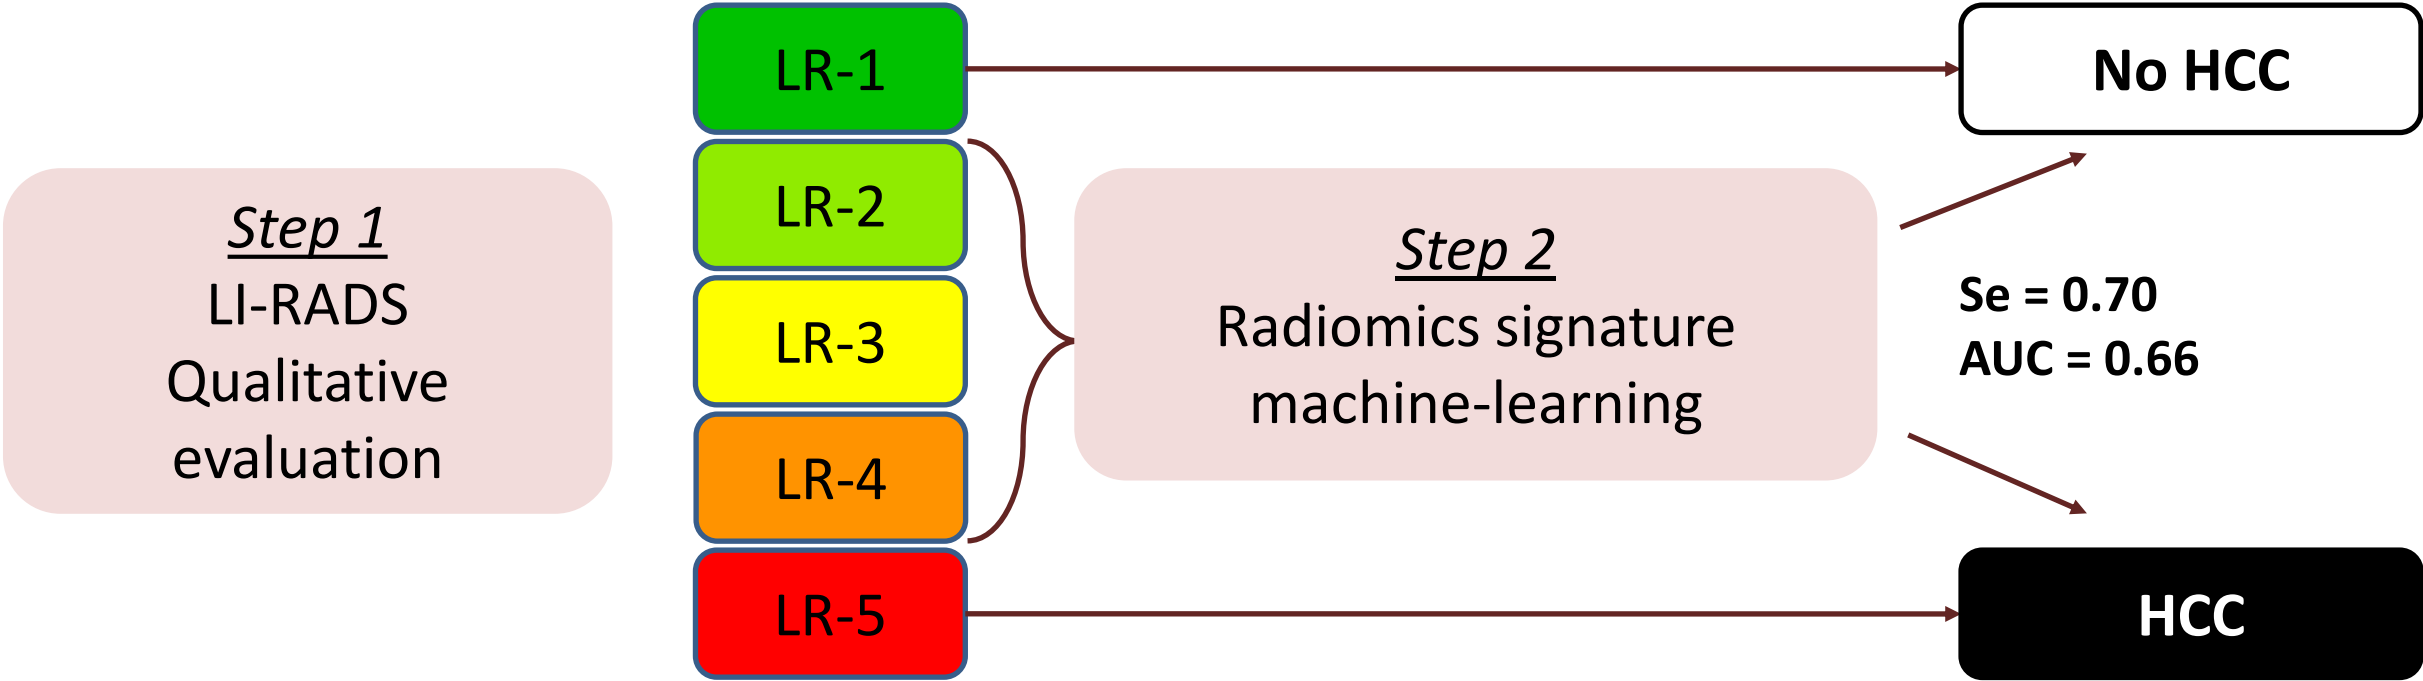 Step 1
LI-RADS
Qualitative
evaluation
LR-1
LR-2
LR-3
LR-4
LR-5
Step 2
Radiomics signature
machine-learning
No HCC
Se = 0.70
AUC = 0.66
HCC